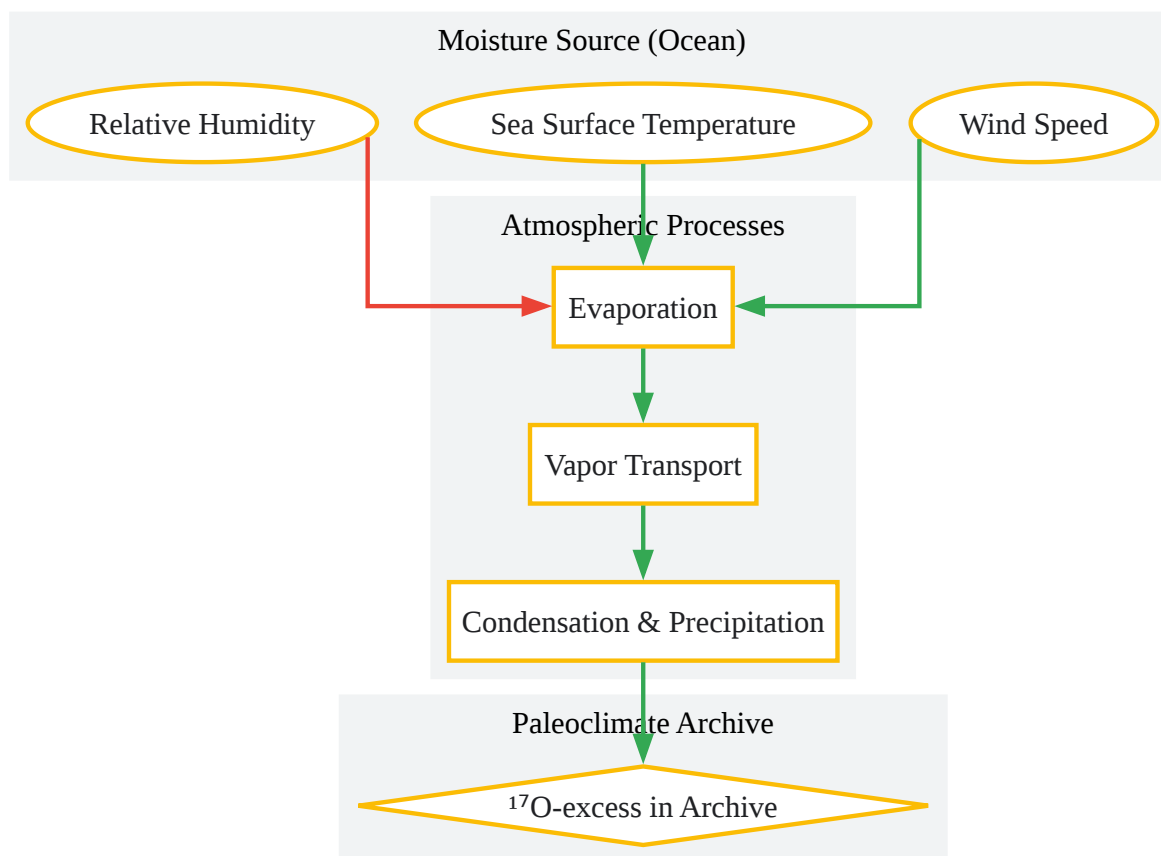 Moisture Source (Ocean)
Relative Humidity
Sea Surface Temperature
Wind Speed
Atmospheric Processes
Evaporation
Vapor Transport
Condensation & Precipitation
Paleoclimate Archive
¹⁷O-excess in Archive